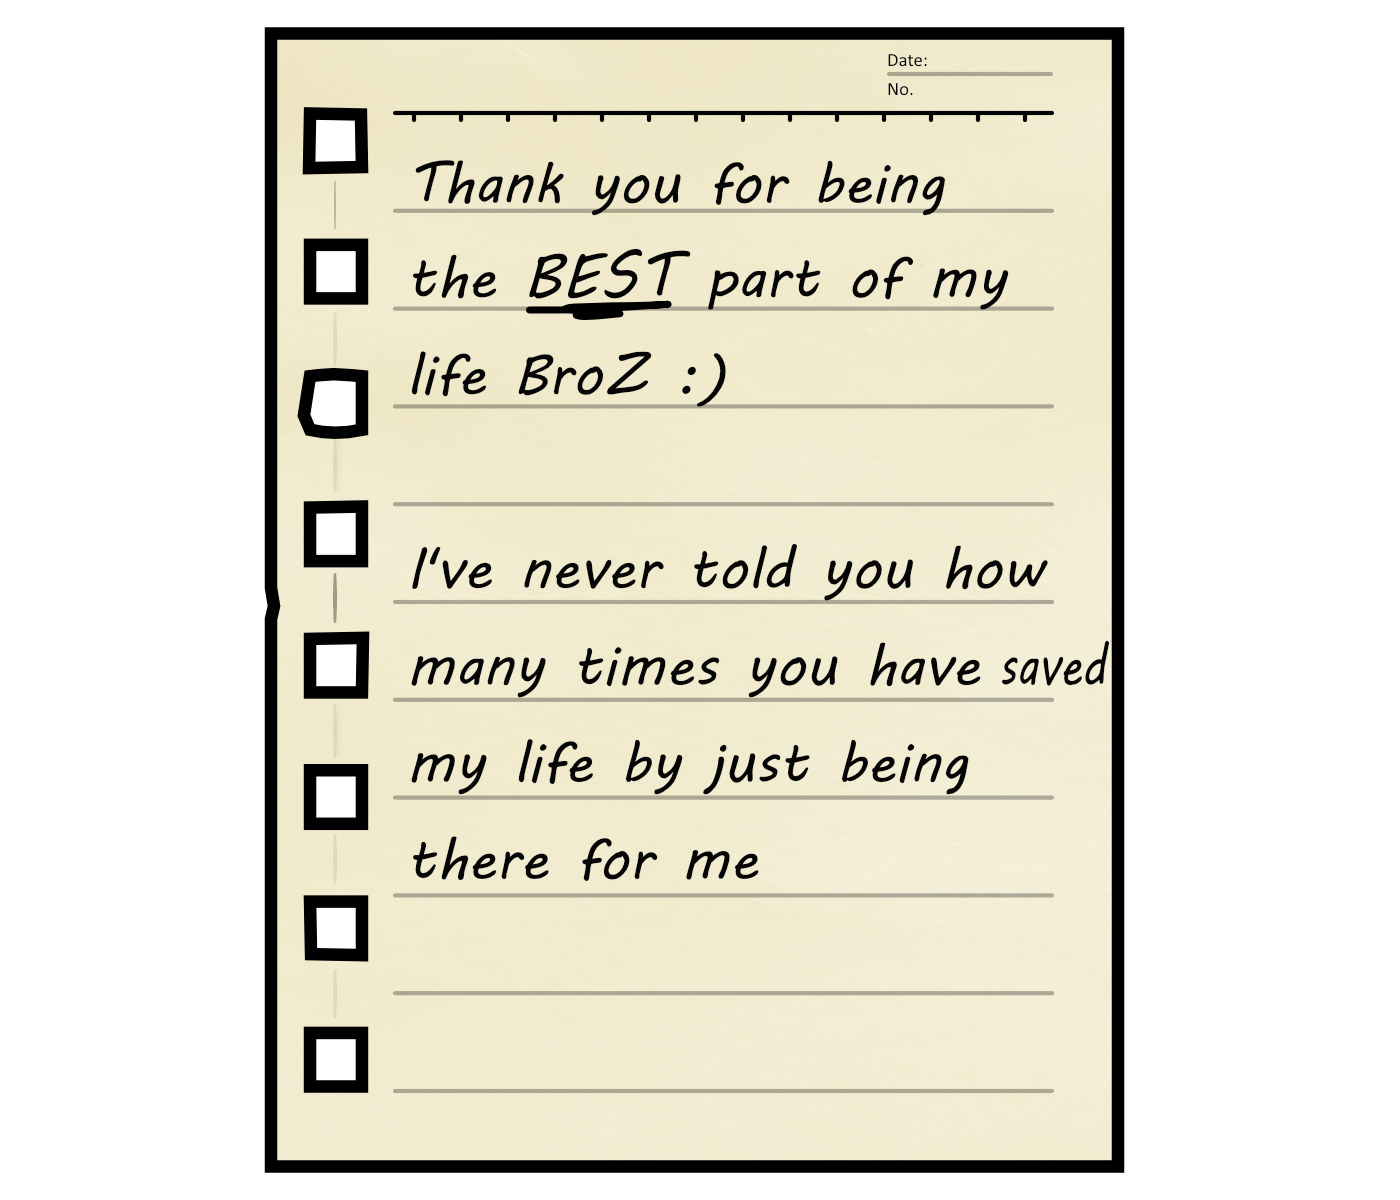 Date:
No.
Thank you for being
the BEST part of my
life BroZ :)
I've never told you how
many times you have saved
my life by just being
there for me